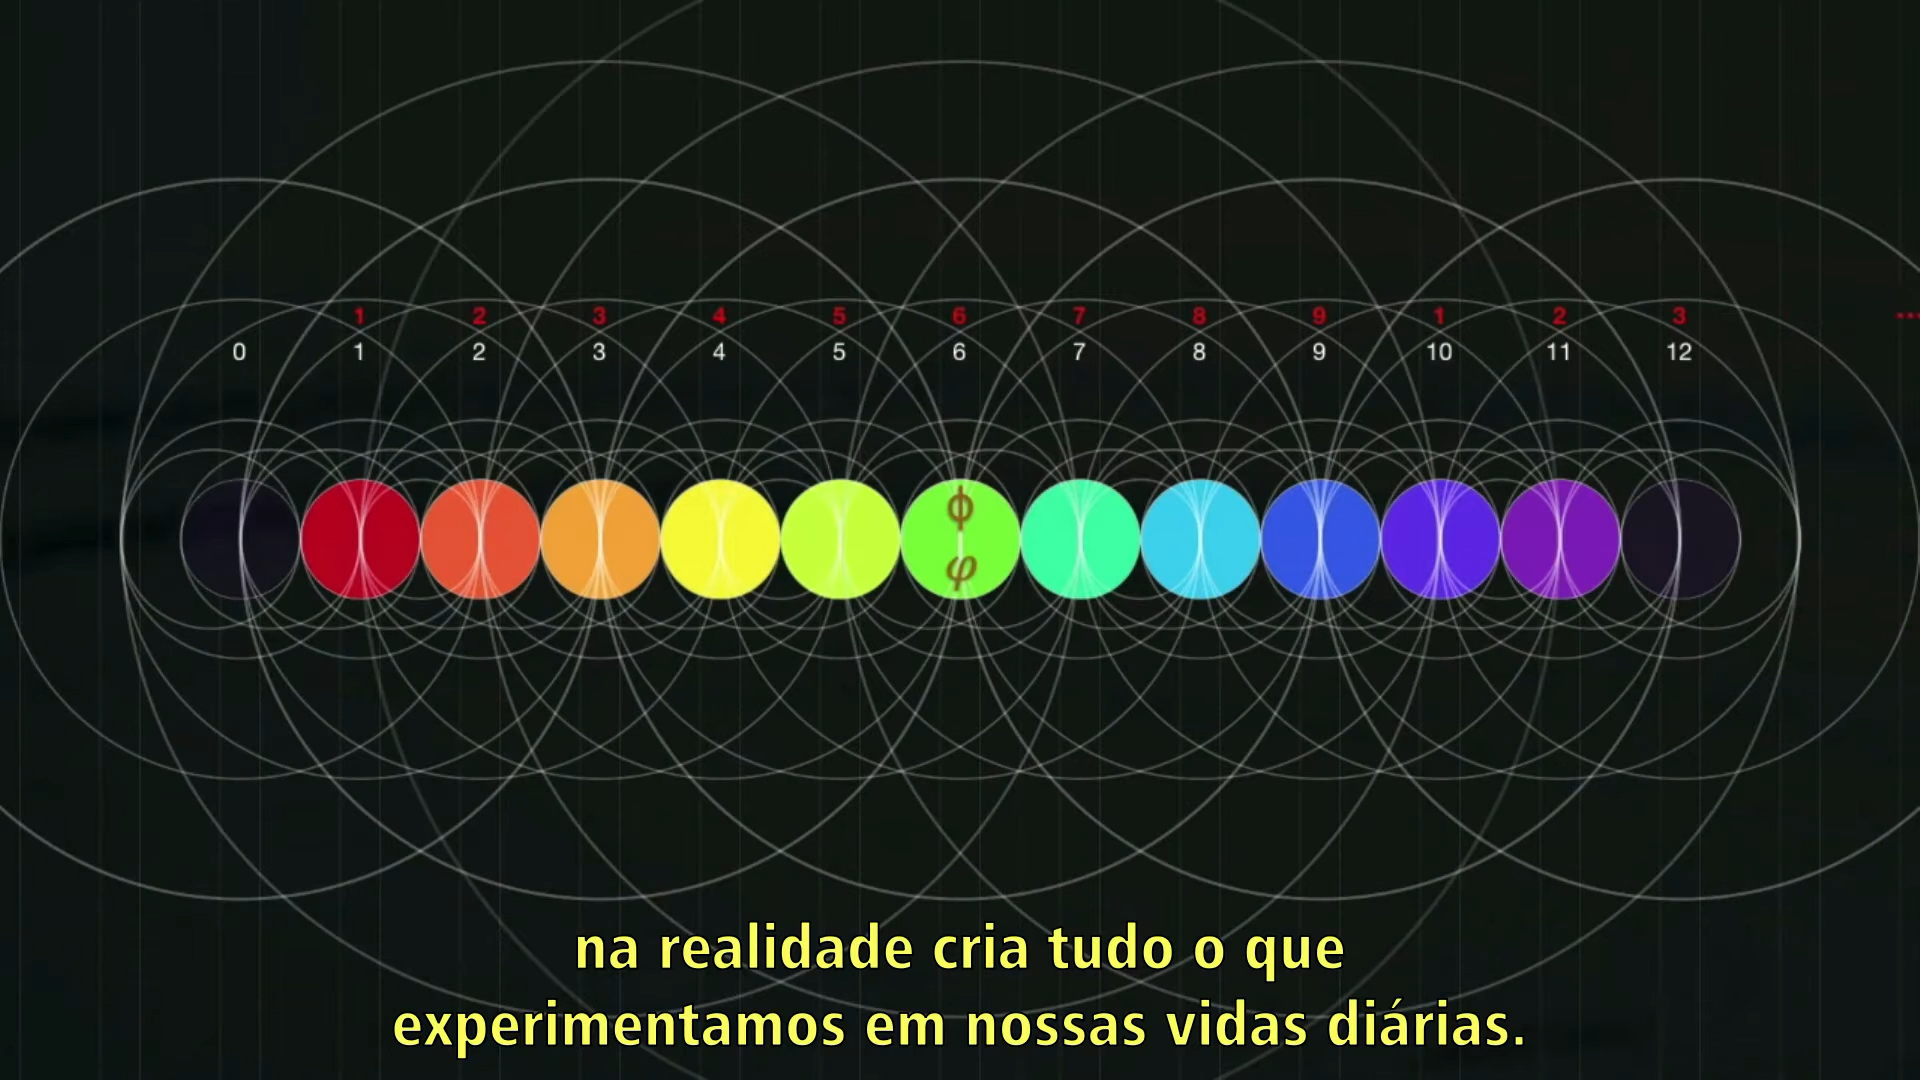 1 2 3 4 5 6 7 8 9 1 2 3 ...
0 1 2 3 4 5 6 7 8 9 10 11 12
ϕ
φ
na realidade cria tudo o que
experimentamos em nossas vidas diárias.